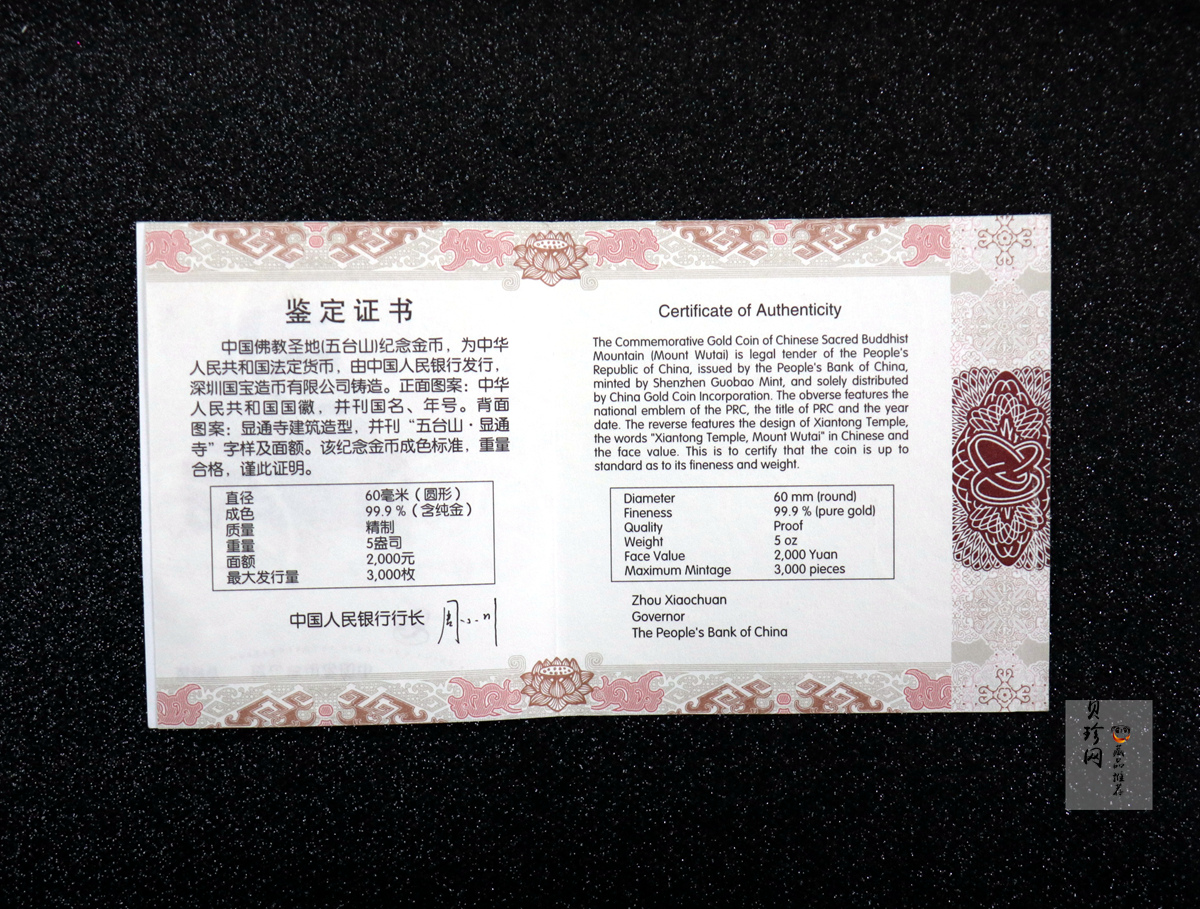 鉴定证书
中国佛教圣地(五台山)纪念金币，为中华
人民共和国法定货币，由中国人民银行发行，
深圳国宝造币有限公司铸造。正面图案：中华
人民共和国国徽，并刊国名、年号。背面
图案：显通寺建筑造型，并刊“五台山·显通
寺”字样及面额。该纪念金币成色标准，重量
合格，谨此证明。
直径 60毫米（圆形）
成色 99.9％（含纯金）
质量 精制
重量 5盎司
面额 2,000元
最大发行量 3,000枚
中国人民银行行长 周小川
Certificate of Authenticity
The Commemorative Gold Coin of Chinese Sacred Buddhist
Mountain (Mount Wutai) is legal tender of the People's
Republic of China, issued by the People's Bank of China,
minted by Shenzhen Guobao Mint, and solely distributed
by China Gold Coin Incorporation. The obverse features the
national emblem of the PRC, the title of PRC and the year
date. The reverse features the design of Xiantong Temple,
the words "Xiantong Temple, Mount Wutai" in Chinese and
the face value. This is to certify that the coin is up to
standard as to its fineness and weight.
Diameter 60 mm (round)
Fineness 99.9 % (pure gold)
Quality Proof
Weight 5 oz
Face Value 2,000 Yuan
Maximum Mintage 3,000 pieces
Zhou Xiaochuan
Governor
The People's Bank of China
贝珍网
藏品推荐